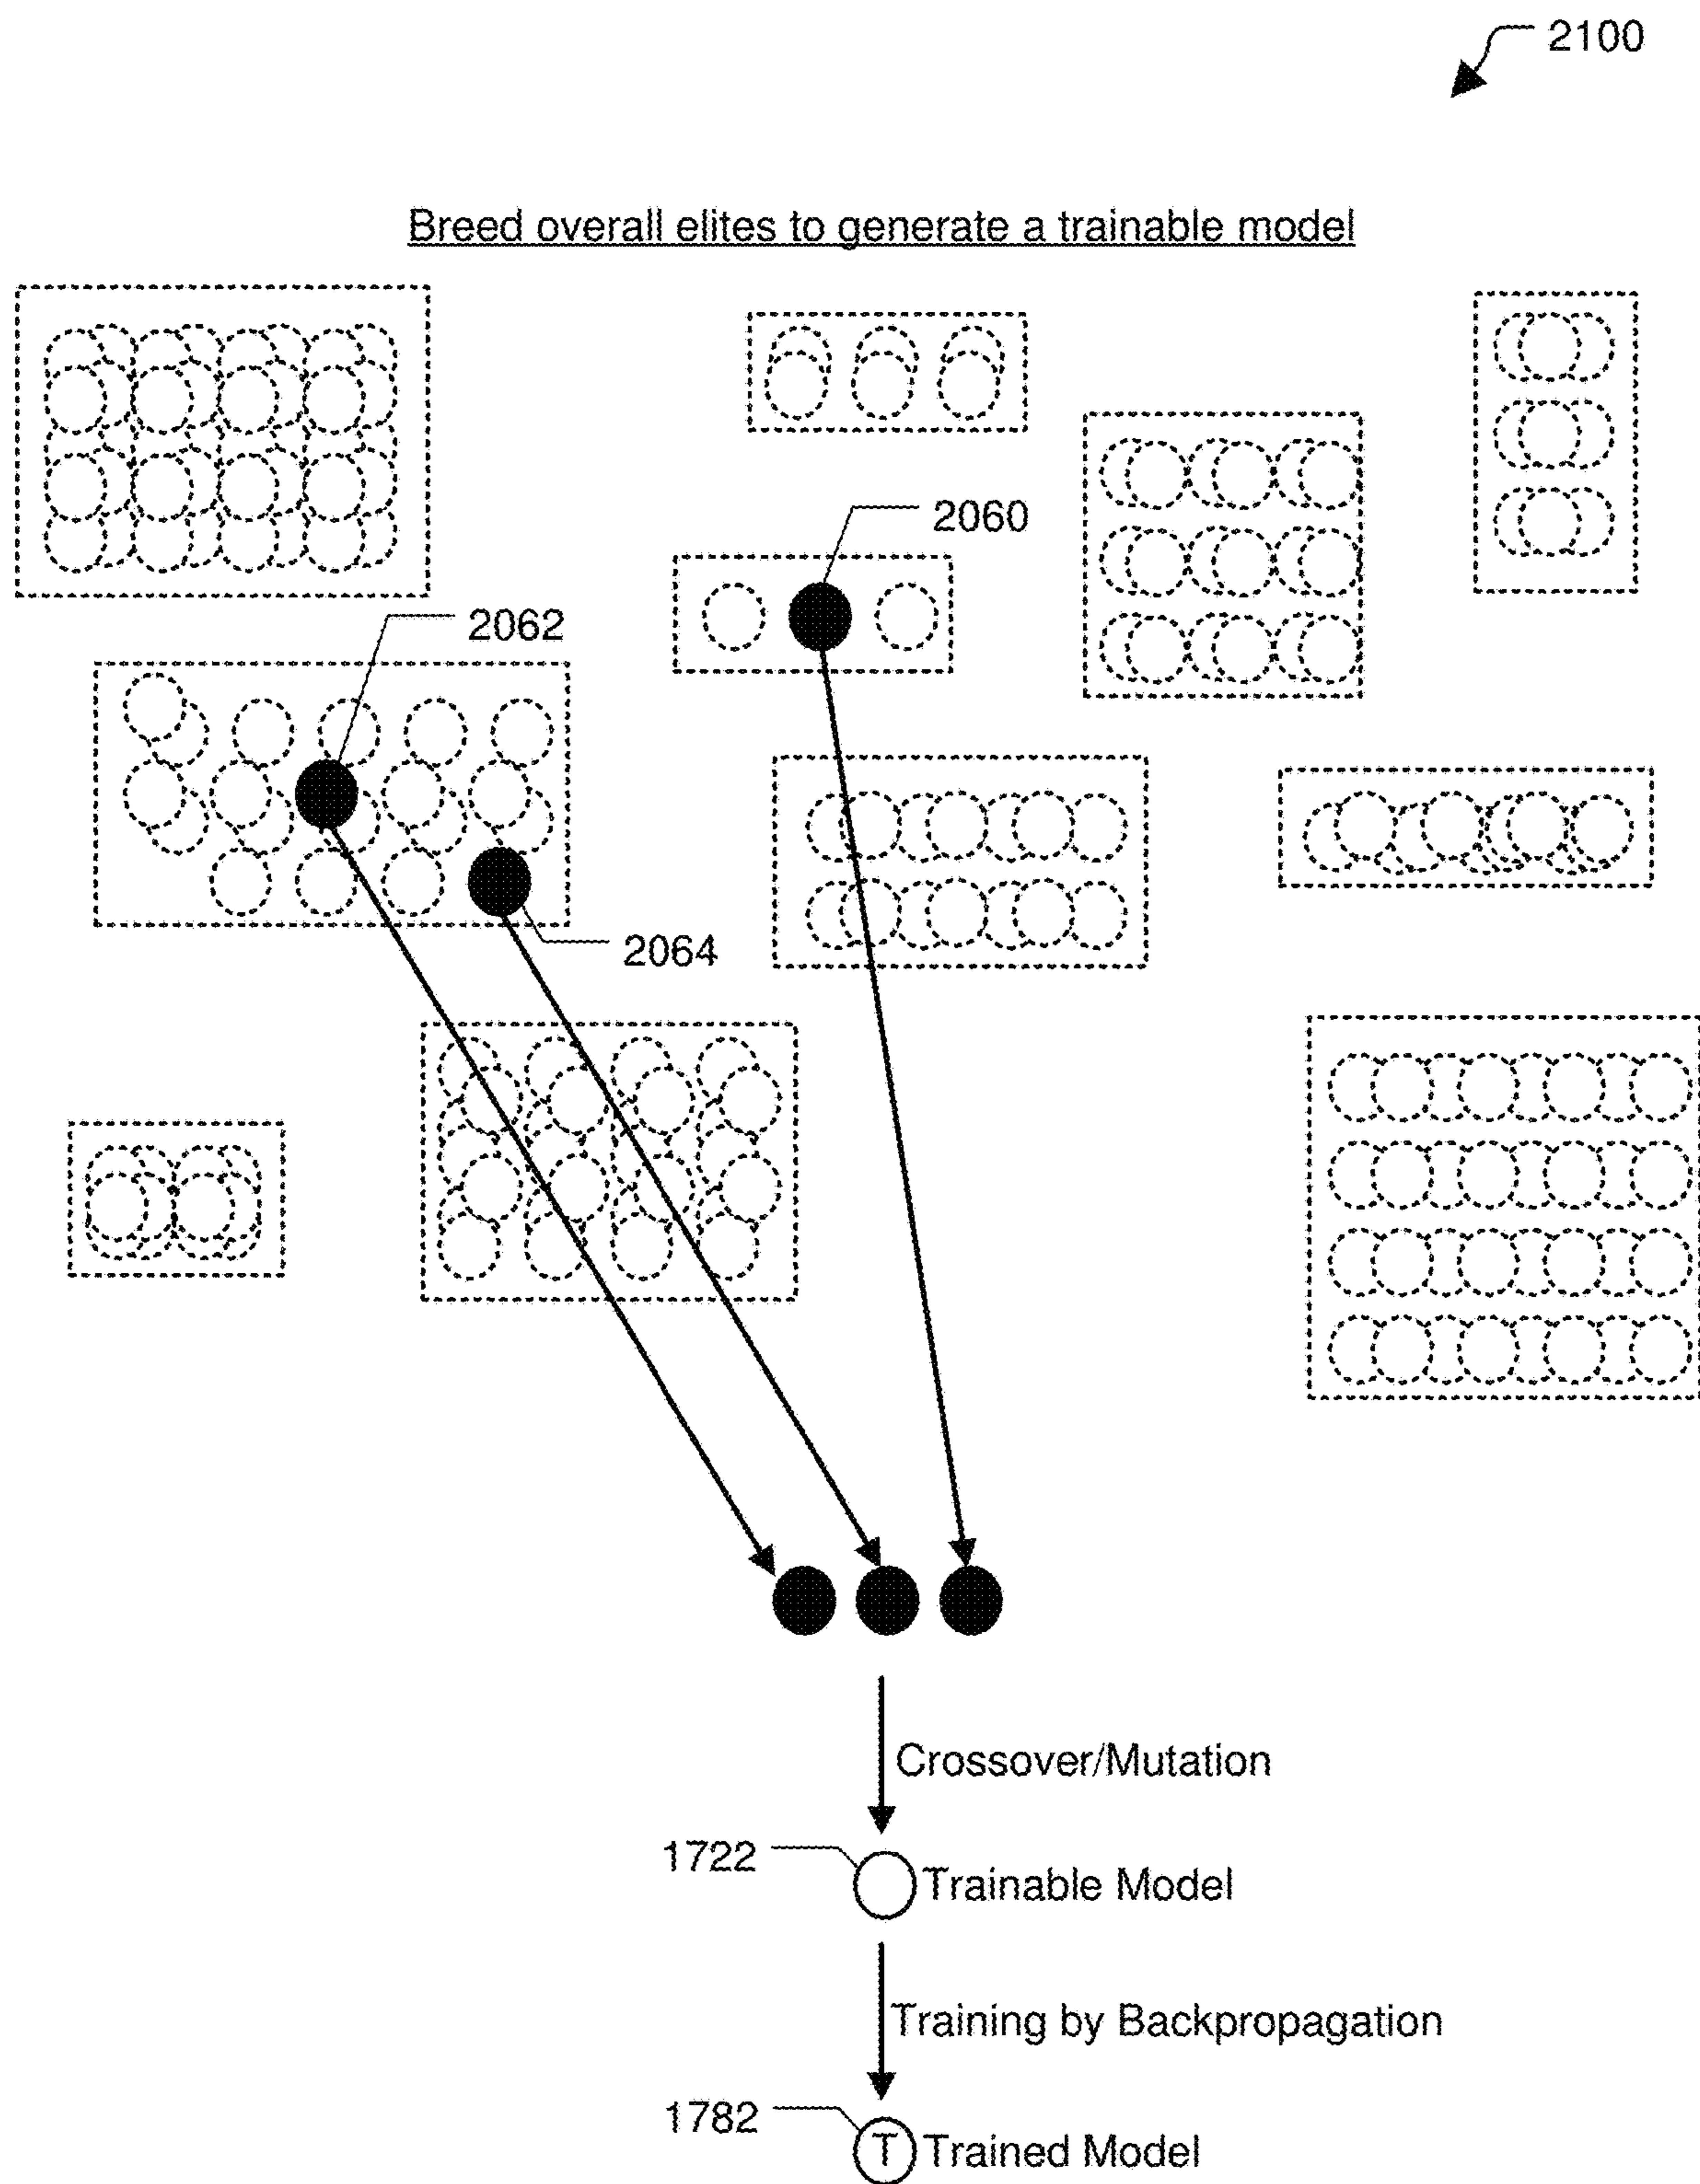 2100
Breed overall elites to generate a trainable model
2060
2062
2064
Crossover/Mutation
1722
Trainable Model
Training by Backpropagation
1782
T Trained Model